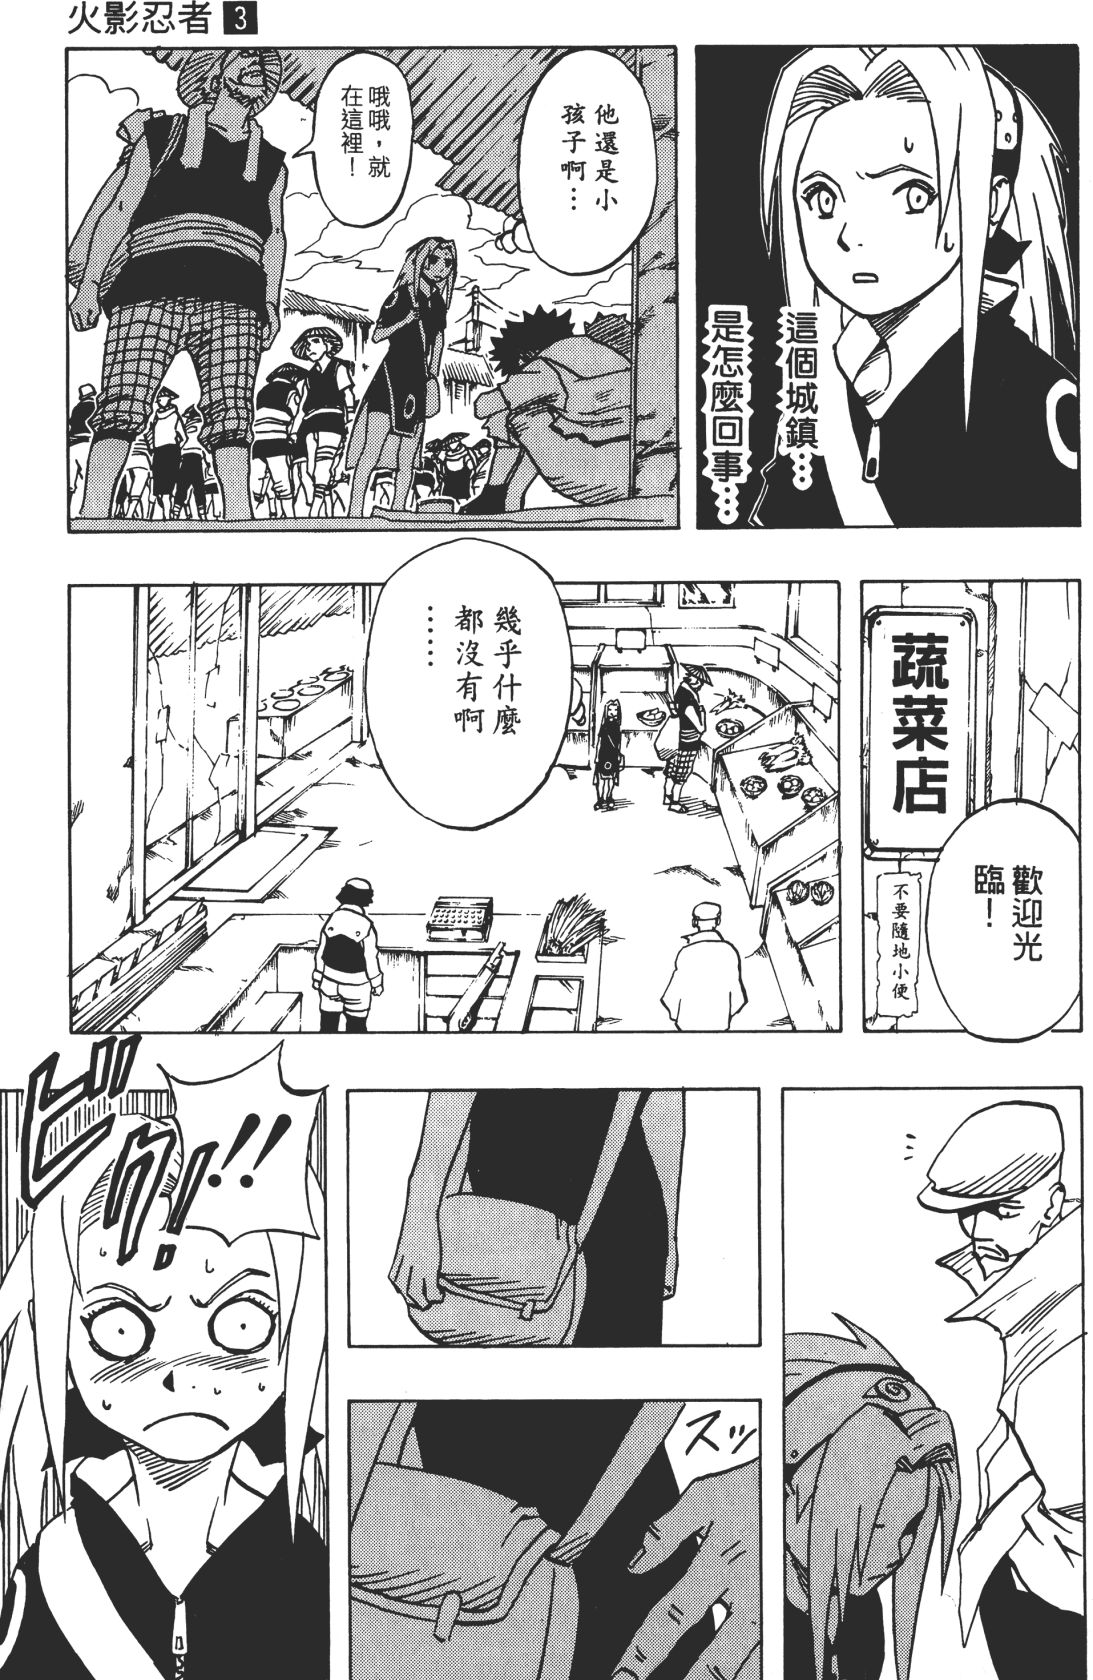 火影忍者 3
這個城鎮…
是怎麼回事…
他還是小
孩子啊…
哦哦，就
在這裡！
蔬菜店
歡迎光
臨！
不要隨地小便
幾乎什麼
都沒有啊
……
スッ
ビク！
!!